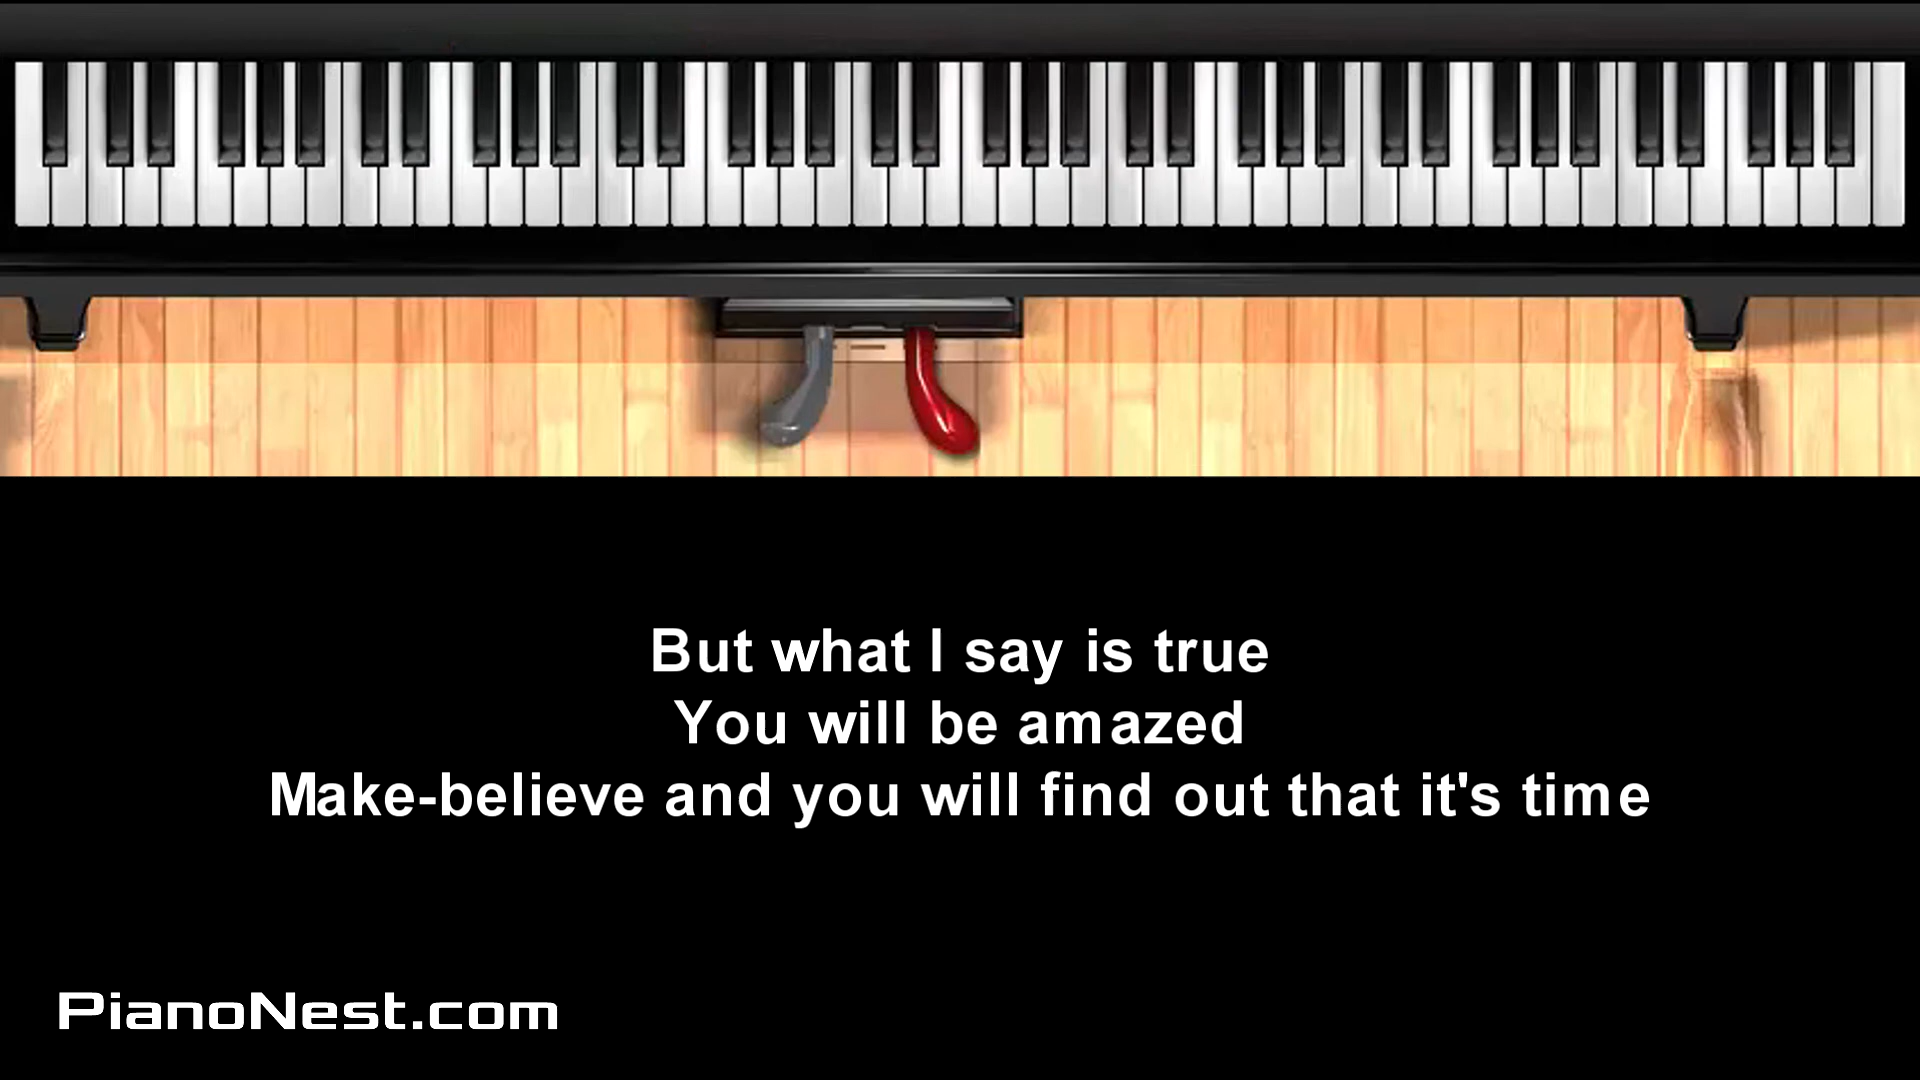 But what I say is true
You will be amazed
Make-believe and you will find out that it's time
PianoNest.com